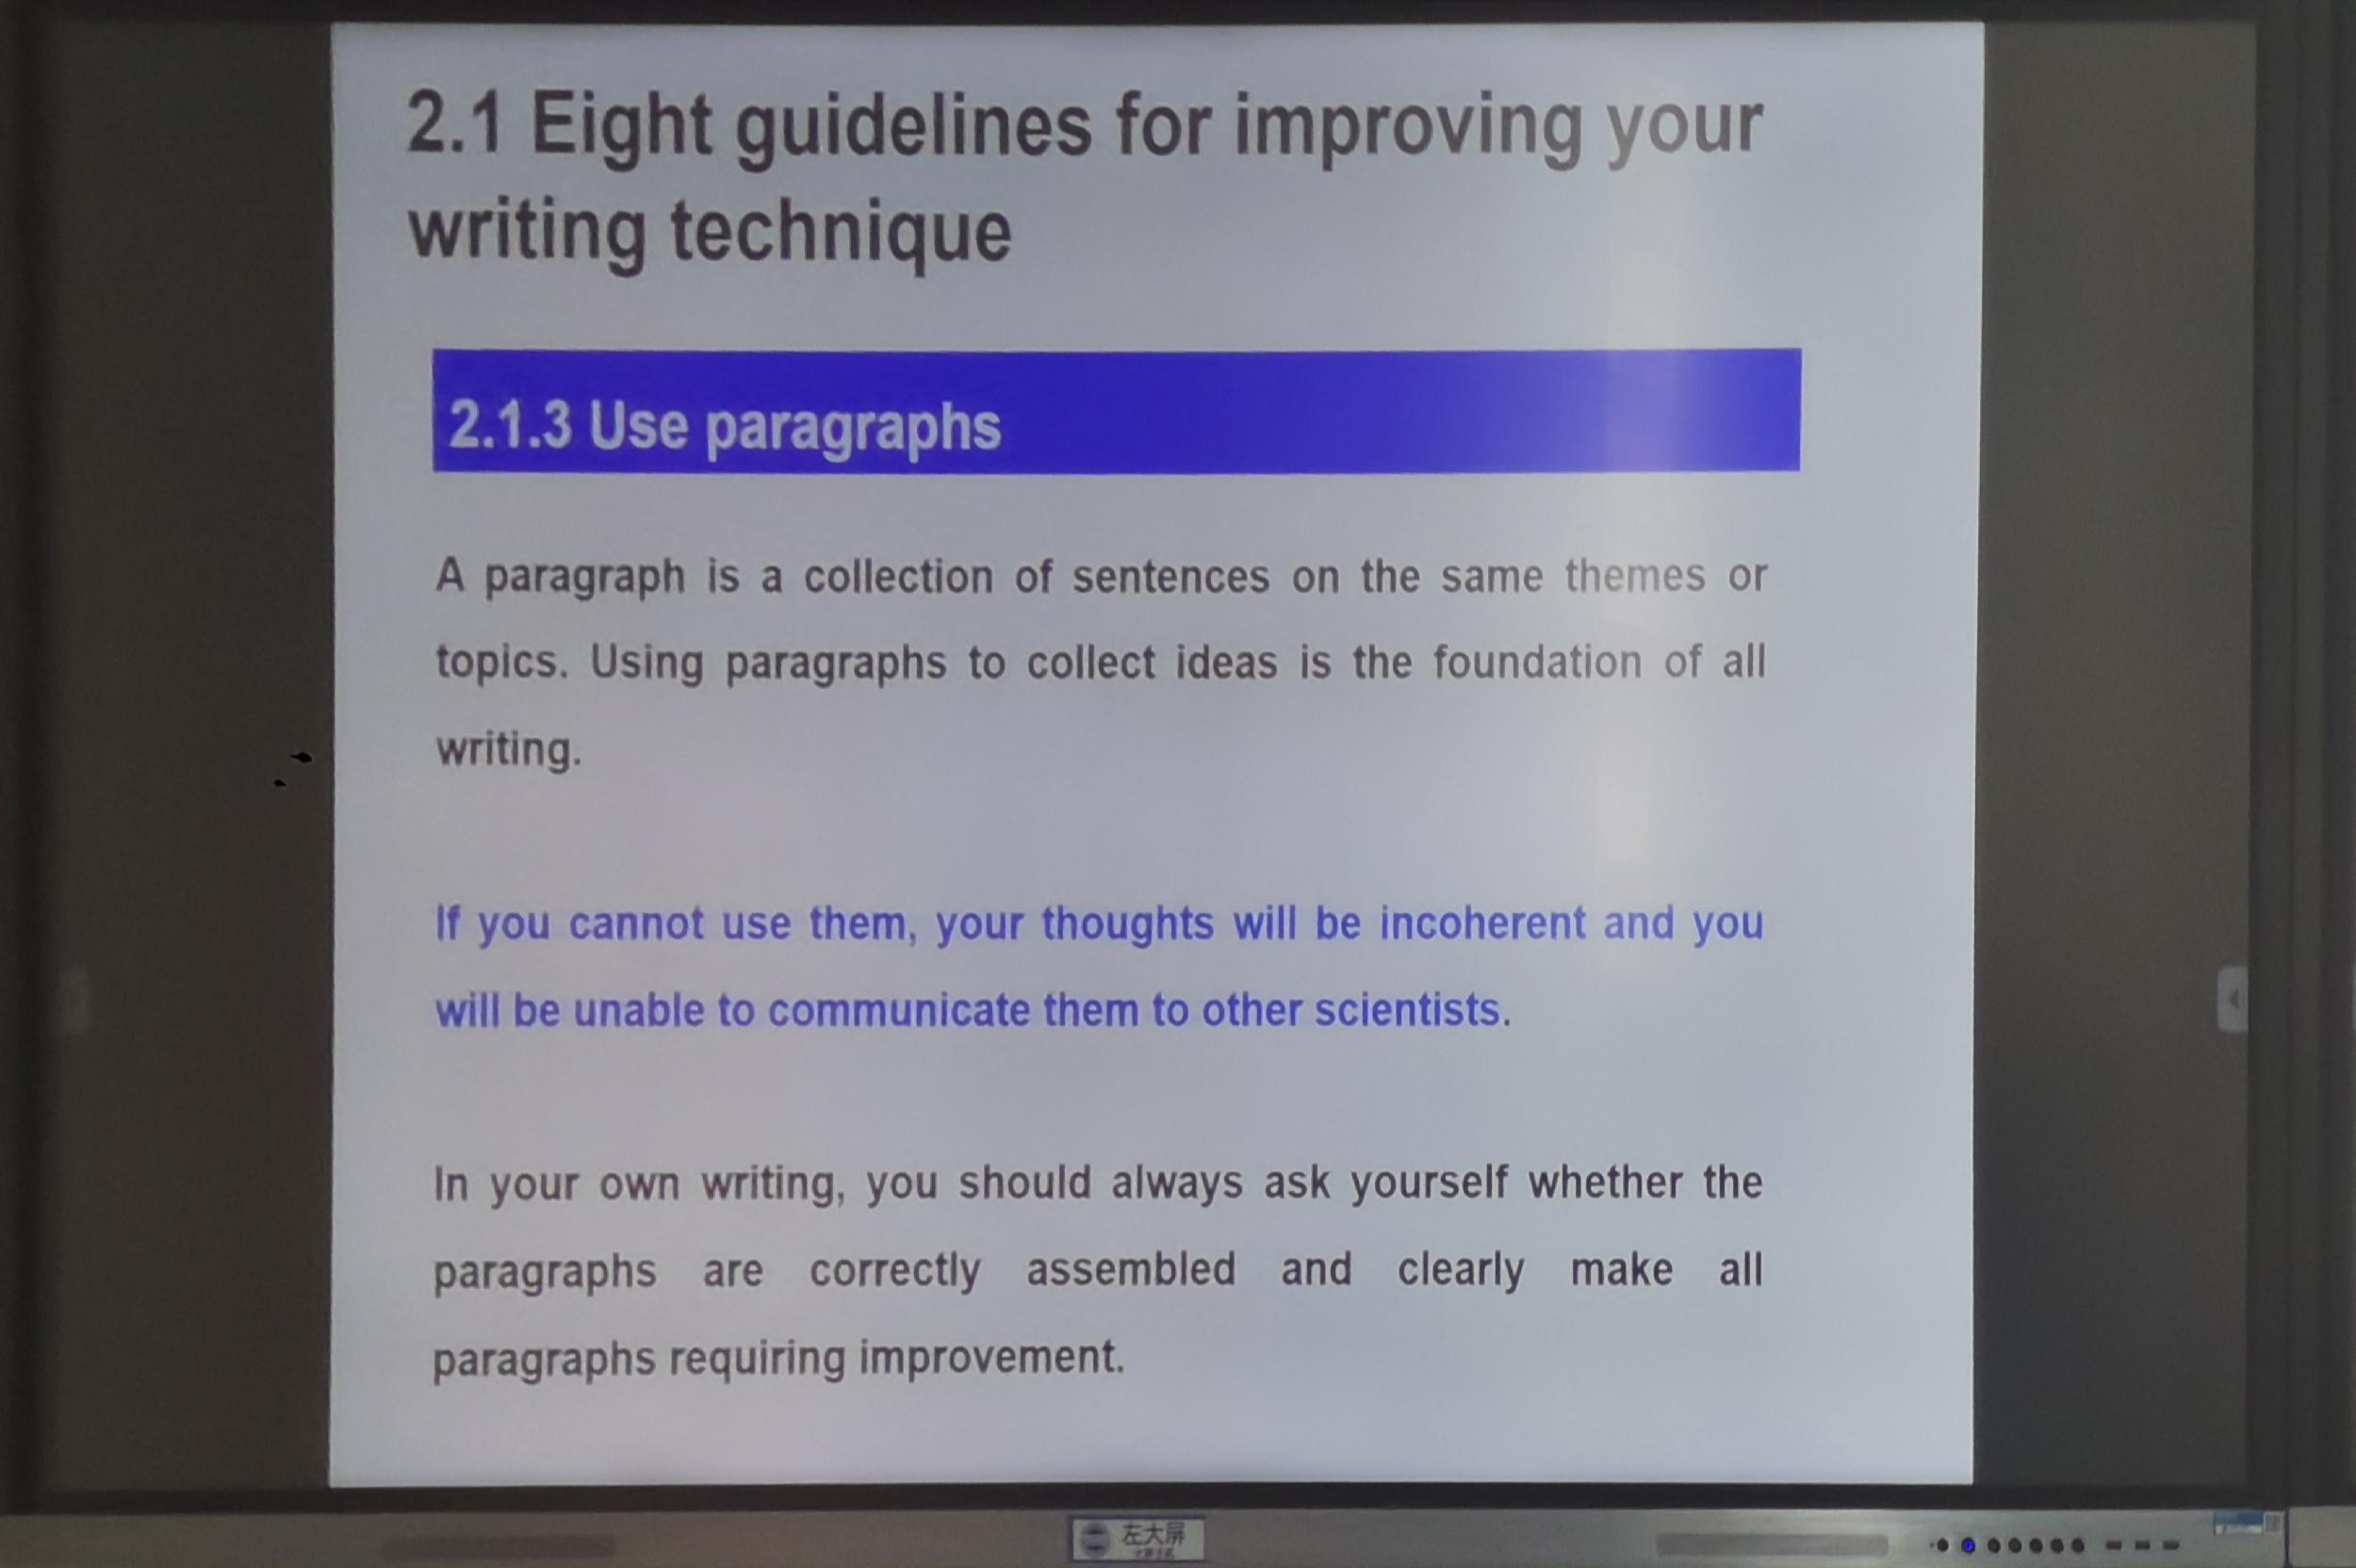 2.1 Eight guidelines for improving your
writing technique
2.1.3 Use paragraphs
A paragraph is a collection of sentences on the same themes or
topics. Using paragraphs to collect ideas is the foundation of all
writing.
If you cannot use them, your thoughts will be incoherent and you
will be unable to communicate them to other scientists.
In your own writing, you should always ask yourself whether the
paragraphs are correctly assembled and clearly make all
paragraphs requiring improvement.
左大屏